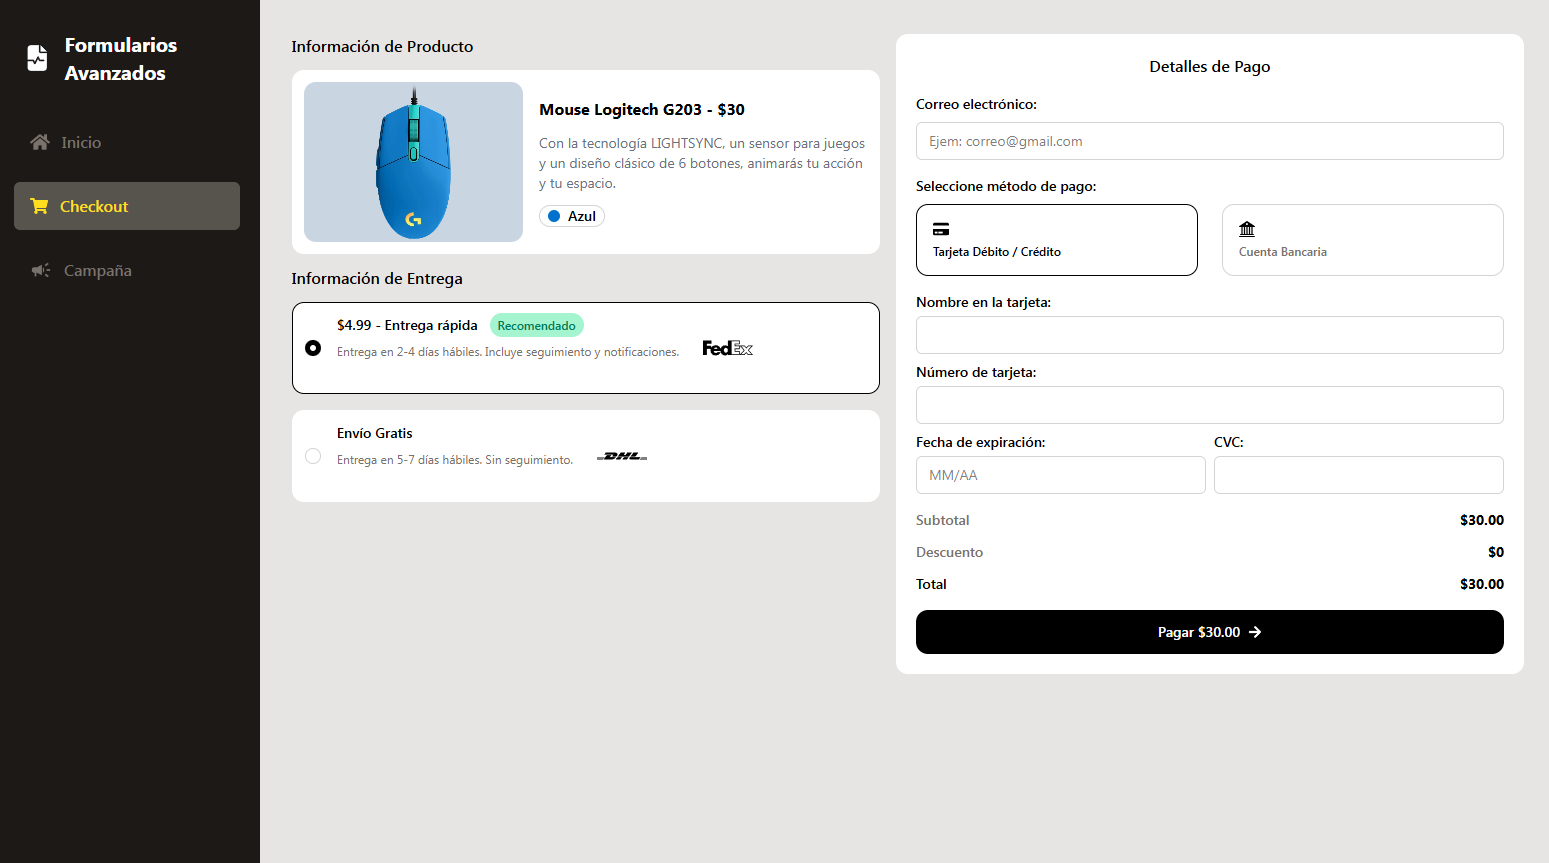 Formularios
Avanzados
Inicio
Checkout
Campaña
Información de Producto
Mouse Logitech G203 - $30
Con la tecnología LIGHTSYNC, un sensor para juegos
y un diseño clásico de 6 botones, animarás tu acción
y tu espacio.
Azul
Información de Entrega
$4.99 - Entrega rápida Recomendado
Entrega en 2-4 días hábiles. Incluye seguimiento y notificaciones.
FedEx
Envío Gratis
Entrega en 5-7 días hábiles. Sin seguimiento.
DHL
Detalles de Pago
Correo electrónico:
Ejem: correo@gmail.com
Seleccione método de pago:
Tarjeta Débito / Crédito
Cuenta Bancaria
Nombre en la tarjeta:
Número de tarjeta:
Fecha de expiración: CVC:
MM/AA
Subtotal $30.00
Descuento $0
Total $30.00
Pagar $30.00